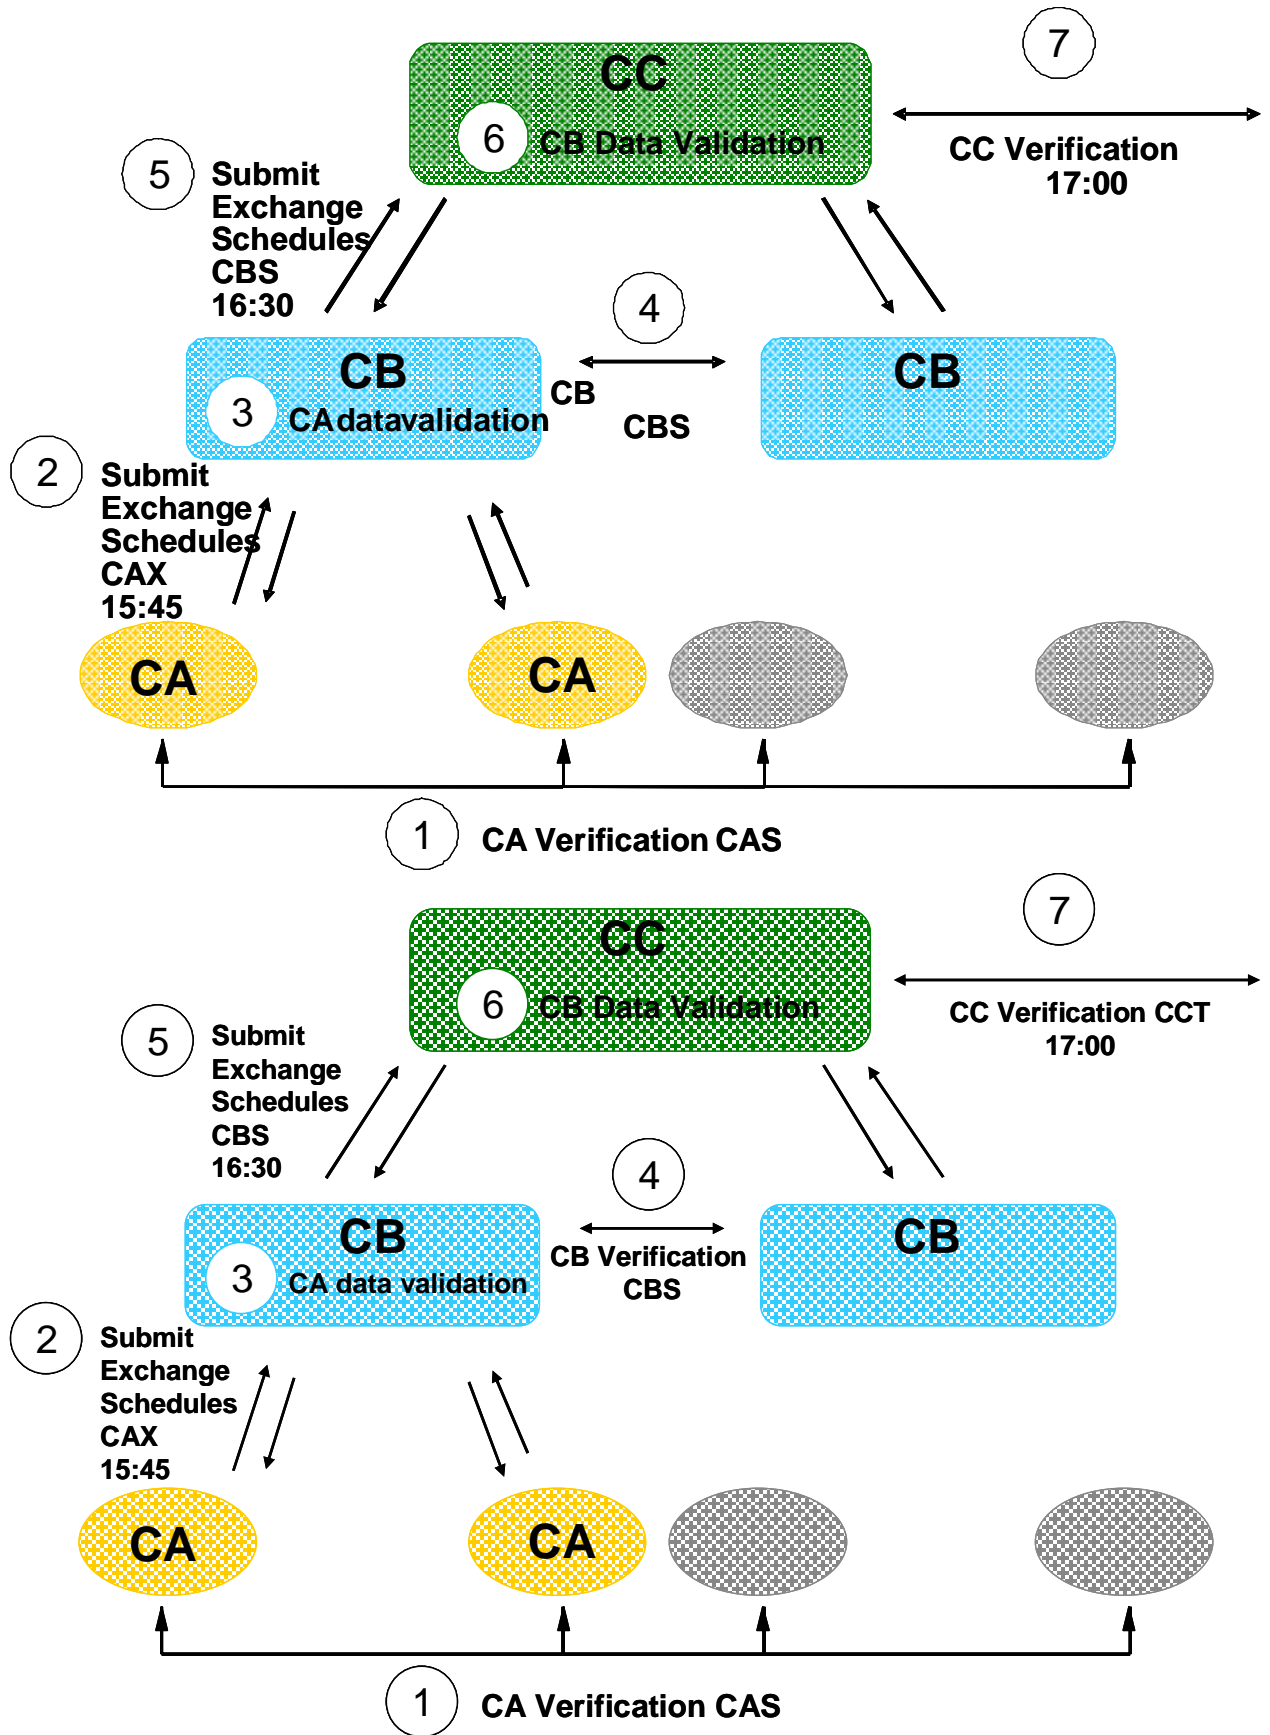 7
CC
6
CB Data Validation
CC Verification
17:00
5
Submit
Exchange
Schedules
CBS
16:30
4
CB
3
CAdatavalidation
CB
CBS
CB
2
Submit
Exchange
Schedules
CAX
15:45
CA
CA
1
CA Verification CAS
7
CC
6
CB Data Validation
CC Verification CCT
17:00
5
Submit
Exchange
Schedules
CBS
16:30
4
CB
3
CA data validation
CB Verification
CBS
CB
2
Submit
Exchange
Schedules
CAX
15:45
CA
CA
1
CA Verification CAS